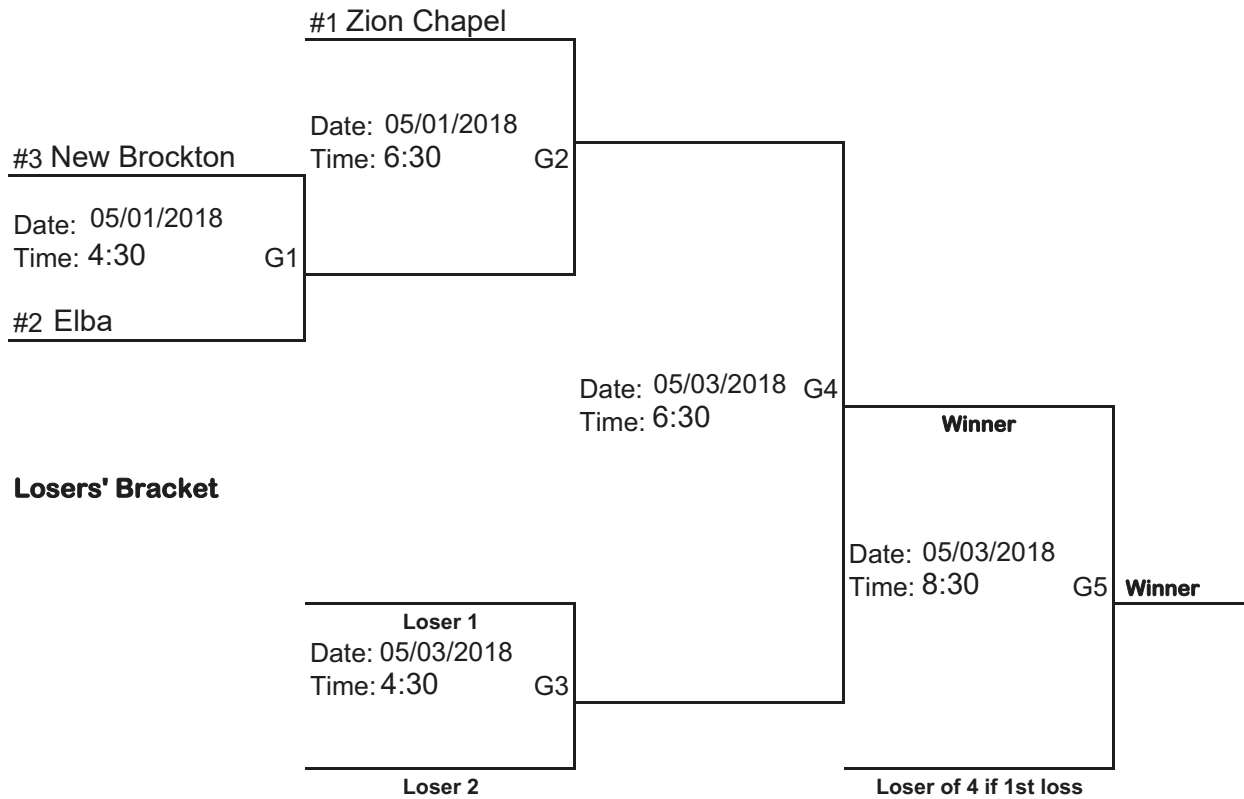 #1 Zion Chapel
Date: 05/01/2018
Time: 6:30 G2
#3 New Brockton
Date: 05/01/2018
Time: 4:30 G1
#2 Elba
Date: 05/03/2018 G4
Time: 6:30
Winner
Losers' Bracket
Date: 05/03/2018
Time: 8:30 G5 Winner
Loser 1
Date: 05/03/2018
Time: 4:30 G3
Loser 2
Loser of 4 if 1st loss